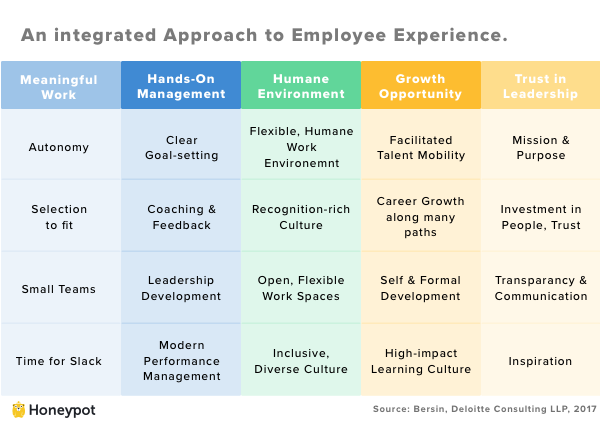 An integrated Approach to Employee Experience.
Meaningful
Work
Hands-On
Management
Humane
Environment
Growth
Opportunity
Trust in
Leadership
Autonomy
Clear
Goal-setting
Flexible, Humane
Work
Environemnt
Facilitated
Talent Mobility
Mission &
Purpose
Selection
to fit
Coaching &
Feedback
Recognition-rich
Culture
Career Growth
along many
paths
Investment in
People, Trust
Small Teams
Leadership
Development
Open, Flexible
Work Spaces
Self & Formal
Development
Transparancy &
Communication
Time for Slack
Modern
Performance
Management
Inclusive,
Diverse Culture
High-impact
Learning Culture
Inspiration
Honeypot
Source: Bersin, Deloitte Consulting LLP, 2017